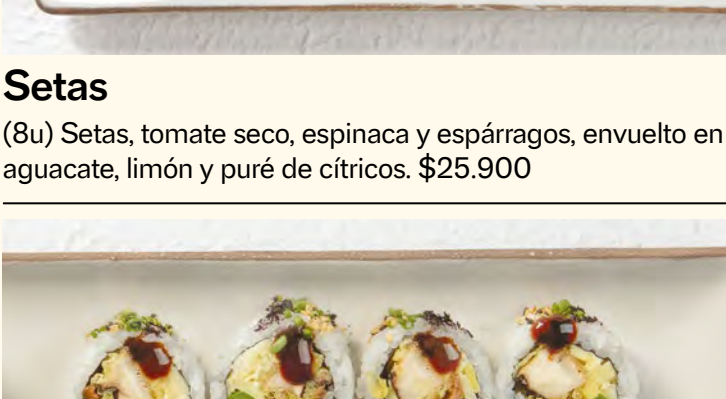 Setas
(8u) Setas, tomate seco, espinaca y espárragos, envuelto en
aguacate, limón y puré de cítricos. $25.900